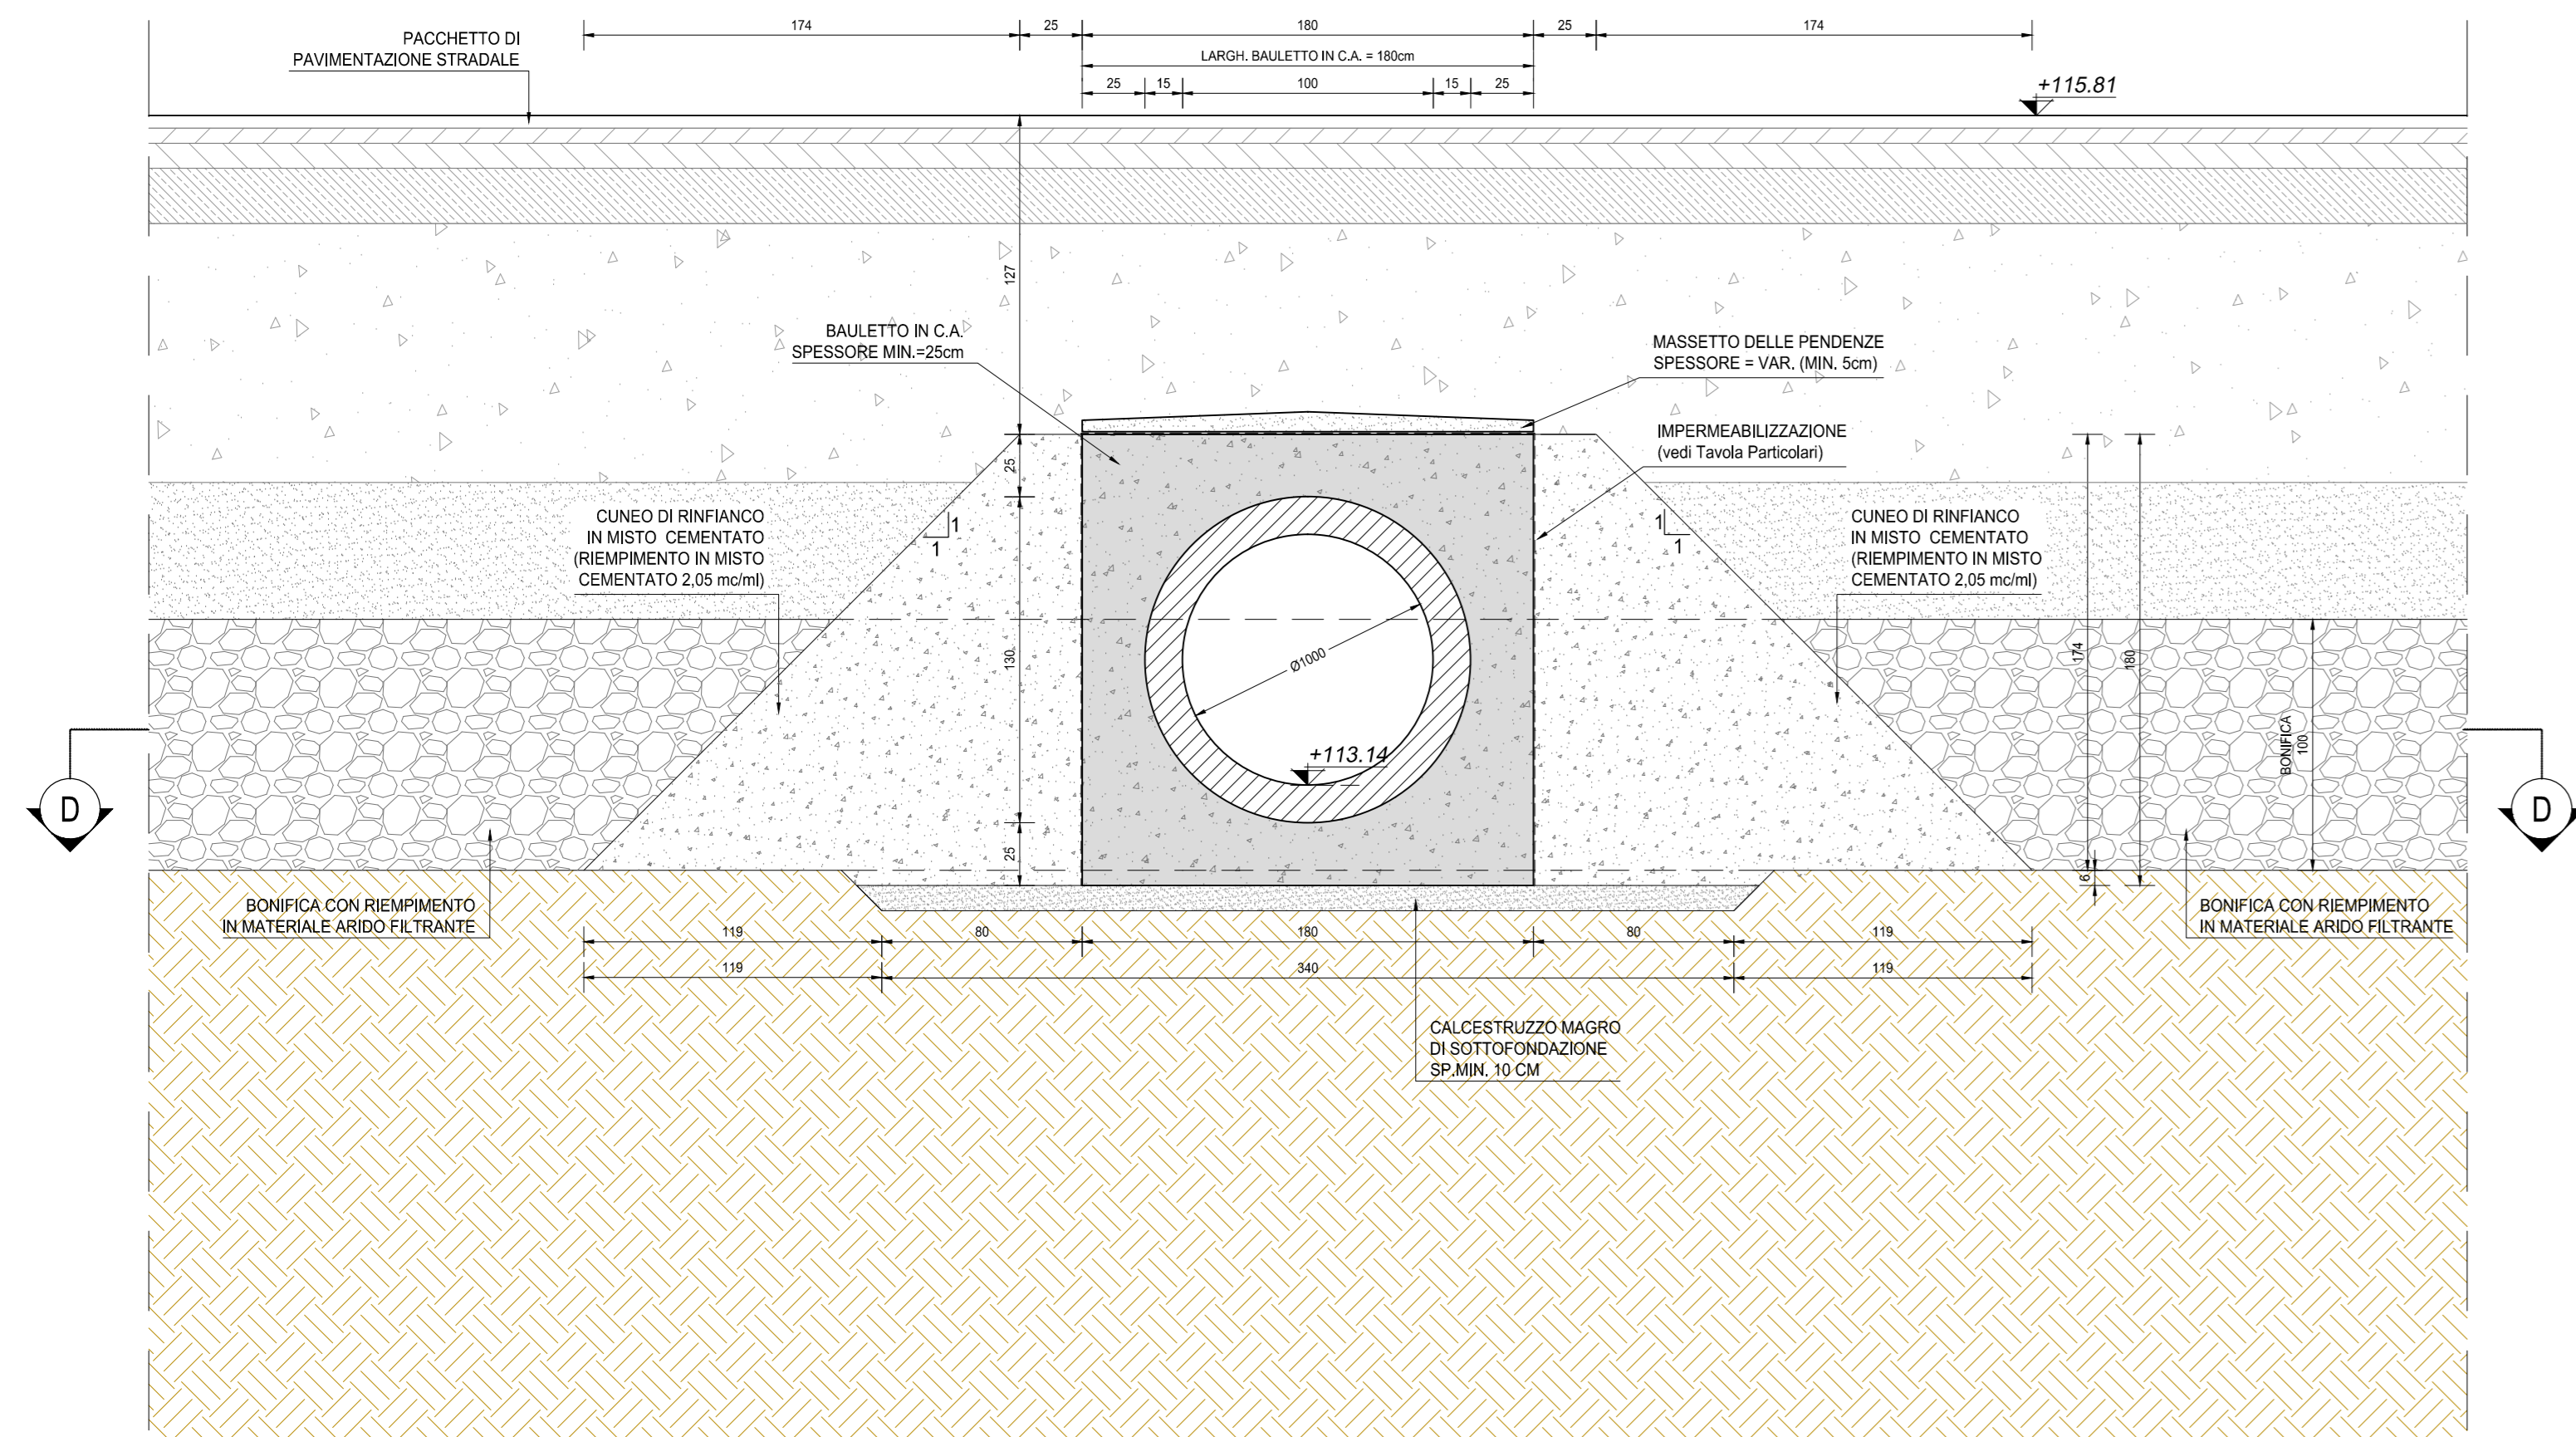 174
25
180
25
174
PACCHETTO DI
PAVIMENTAZIONE STRADALE
LARGH. BAULETTO IN C.A. = 180cm
25
15
100
15
25
+115.81
127
BAULETTO IN C.A.
SPESSORE MIN.=25cm
MASSETTO DELLE PENDENZE
SPESSORE = VAR. (MIN. 5cm)
IMPERMEABILIZZAZIONE
(vedi Tavola Particolari)
25
CUNEO DI RINFIANCO
IN MISTO CEMENTATO
(RIEMPIMENTO IN MISTO
CEMENTATO 2,05 mc/ml)
1
1
1
1
CUNEO DI RINFIANCO
IN MISTO CEMENTATO
(RIEMPIMENTO IN MISTO
CEMENTATO 2,05 mc/ml)
130
Ø1000
174
180
BONIFICA
100
+113.14
D
D
25
6
BONIFICA CON RIEMPIMENTO
IN MATERIALE ARIDO FILTRANTE
BONIFICA CON RIEMPIMENTO
IN MATERIALE ARIDO FILTRANTE
119
80
180
80
119
119
340
119
CALCESTRUZZO MAGRO
DI SOTTOFONDAZIONE
SP.MIN. 10 CM